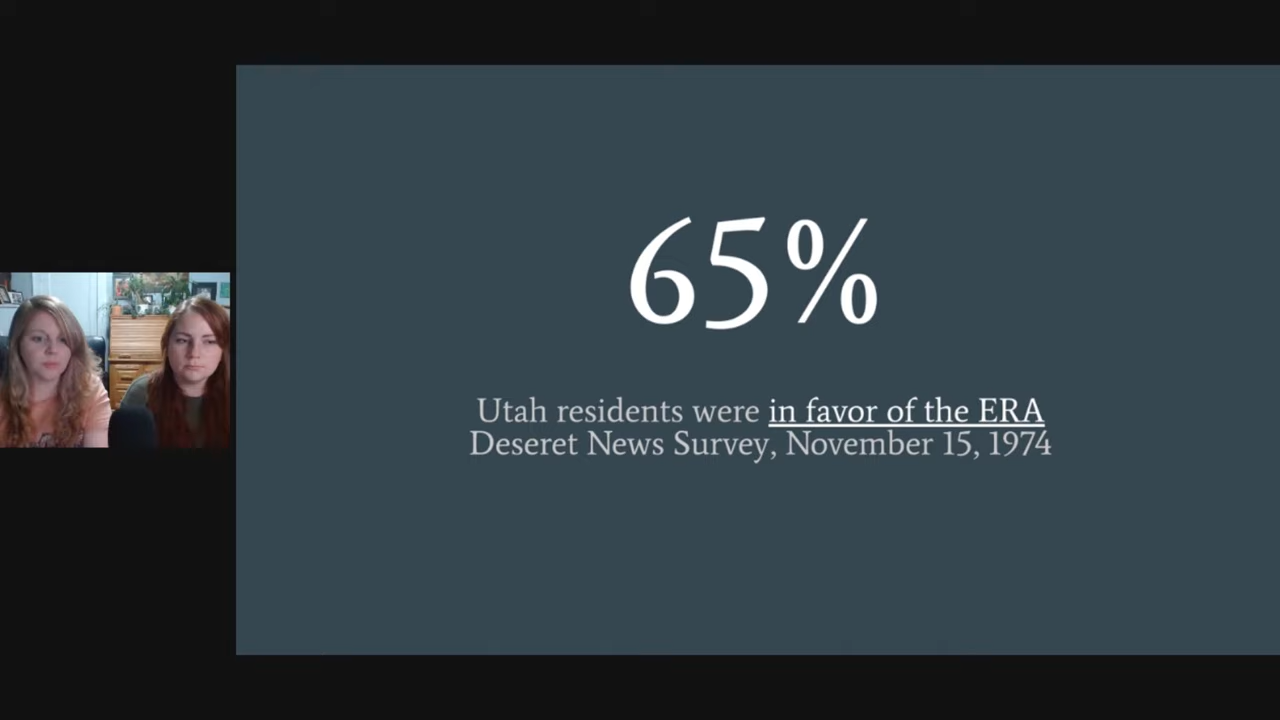 65%
Utah residents were in favor of the ERA
Deseret News Survey, November 15, 1974